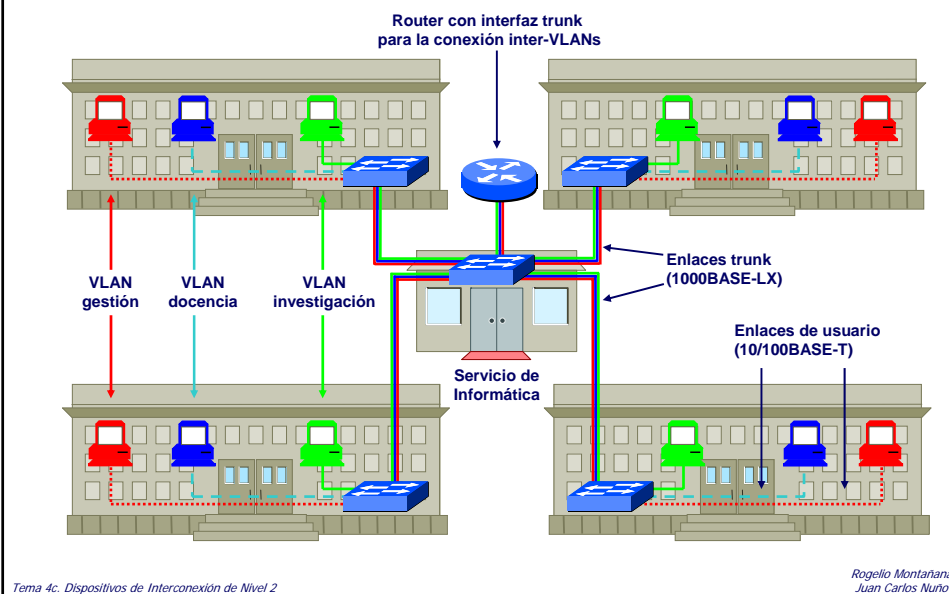 Router con interfaz trunk
para la conexión inter-VLANs
VLAN
gestión
VLAN
docencia
VLAN
investigación
Enlaces trunk
(1000BASE-LX)
Enlaces de usuario
(10/100BASE-T)
Servicio de
Informática
Tema 4c. Dispositivos de Interconexión de Nivel 2
Rogelio Montañana
Juan Carlos Nuño